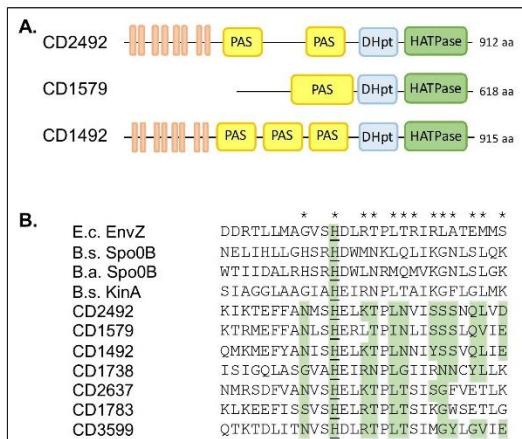 A.
CD2492 PAS PAS DHpt HATPase 912 aa
CD1579 PAS DHpt HATPase 618 aa
CD1492 PAS PAS PAS DHpt HATPase 915 aa
B.
* * ** *** *** ** *
E.c. EnvZ DDRTLLMAGVSHDLRTPLTRIRLATEMMS
B.s. Spo0B NELIHLLGHSRHDWMNKLQLIKGNLSLQK
B.a. Spo0B WTIIDALRHSRHDWLNRMQMVKGNLSLQK
B.s. KinA SIAGGLAAGIAHEIRNPLTAIKGFLGLMK
CD2492 KIKTEFFANMSHELKTPLNVISSSNQLVD
CD1579 KTRMEFFANLSHERLTPINLISSSLQVIE
CD1492 QMKMEFYANISHELKTPLNNIYSSVQLIE
CD1738 ISIGQLASGVAHEIRNPLGIIRNNCYLLK
CD2637 NMRSDFVANVSHELKTPLTSISGFVETLK
CD1783 KLKEEFISSVSHELRTPLTSIKGWSETLG
CD3599 QTKTDLITNVSHDLRTPLTSIMGYLGVIE